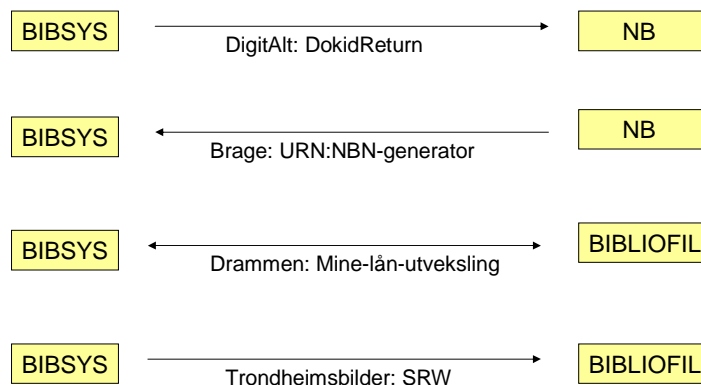 BIBSYS
NB
DigitAlt: DokidReturn
BIBSYS
NB
Brage: URN:NBN-generator
BIBSYS
BIBLIOFIL
Drammen: Mine-lån-utveksling
BIBSYS
BIBLIOFIL
Trondheimsbilder: SRW